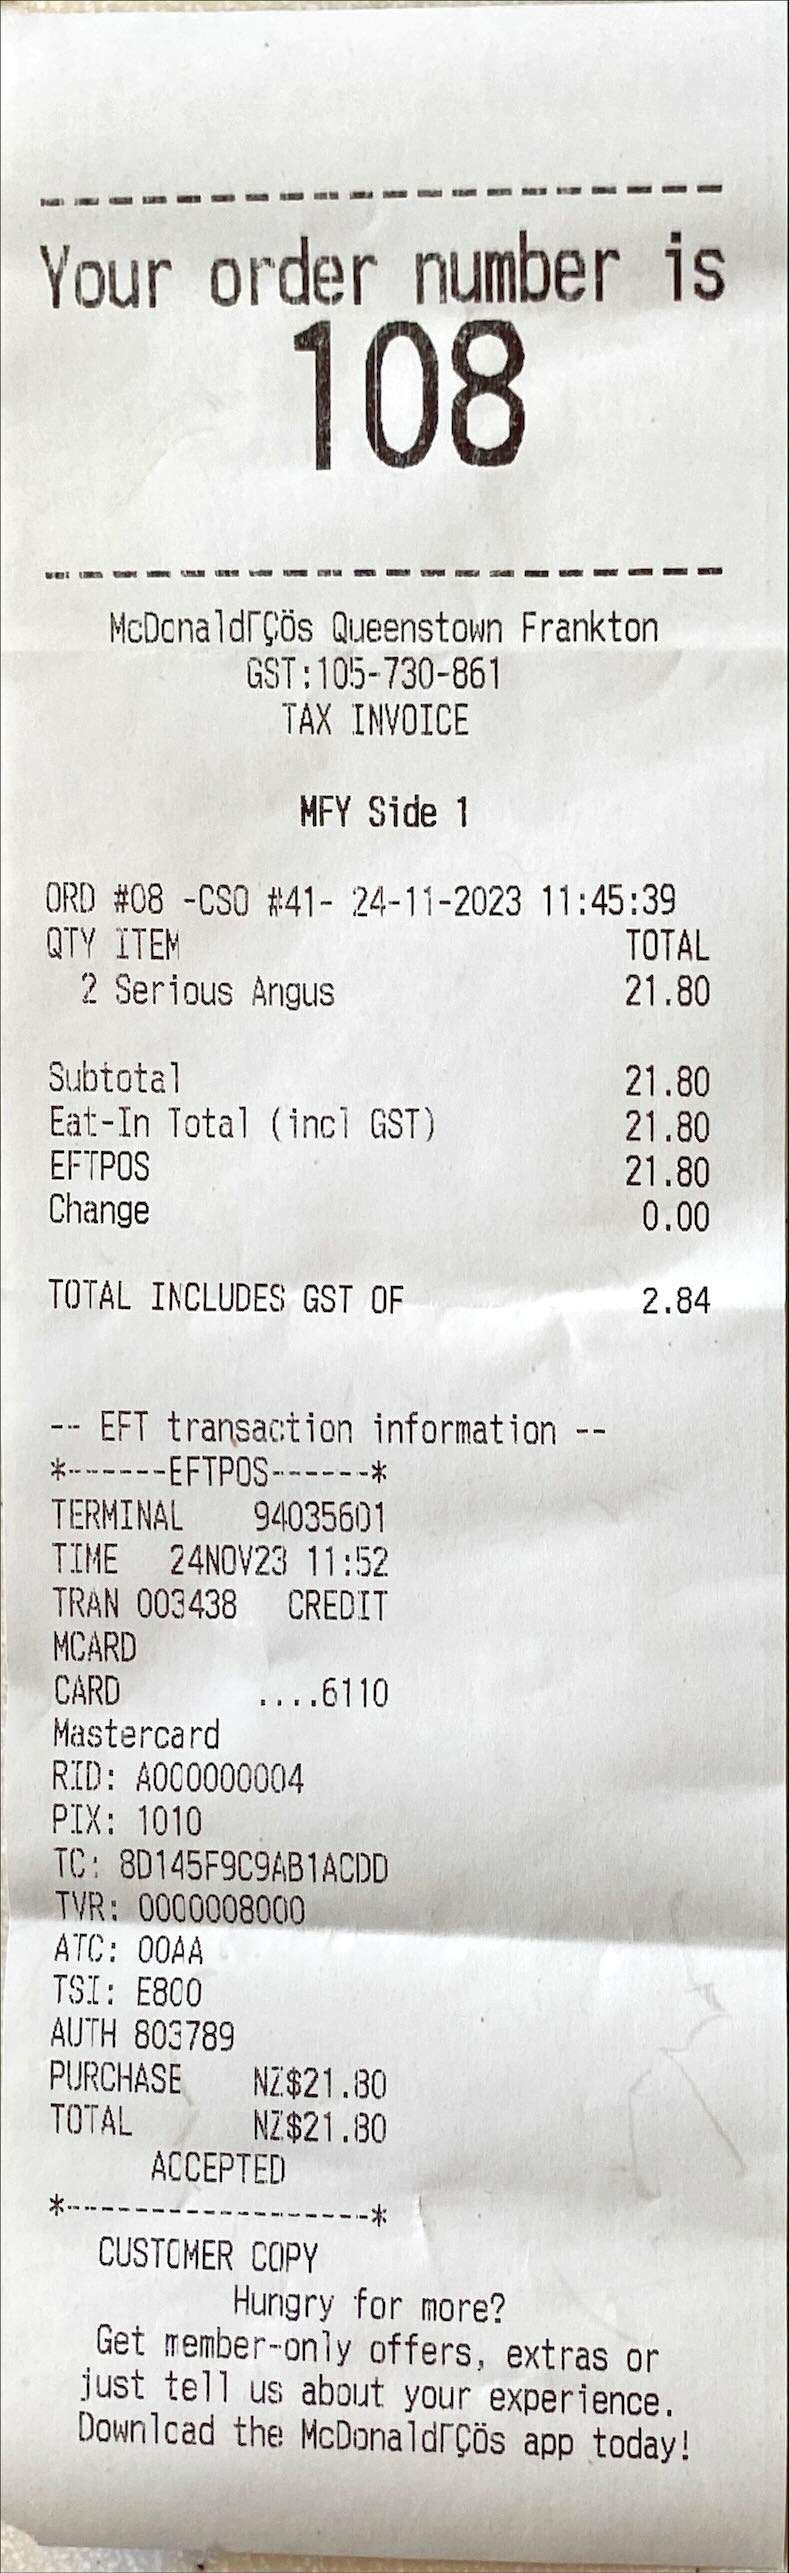 Your order number is
108
McDonaldΓÇös Queenstown Frankton
GST:105-730-861
TAX INVOICE
MFY Side 1
ORD #08 -CSO #41- 24-11-2023 11:45:39
QTY ITEM TOTAL
2 Serious Angus 21.80
Subtotal 21.80
Eat-In Total (incl GST) 21.80
EFTPOS 21.80
Change 0.00
TOTAL INCLUDES GST OF 2.84
-- EFT transaction information --
*------EFTPOS------*
TERMINAL 94035601
TIME 24NOV23 11:52
TRAN 003438 CREDIT
MCARD
CARD ....6110
Mastercard
RID: A000000004
PIX: 1010
TC: 8D145F9C9AB1ACDD
TVR: 0000008000
ATC: 00AA
TSI: E800
AUTH 803789
PURCHASE NZ$21.80
TOTAL NZ$21.80
ACCEPTED
*------------------*
CUSTOMER COPY
Hungry for more?
Get member-only offers, extras or
just tell us about your experience.
Download the McDonaldΓÇös app today!